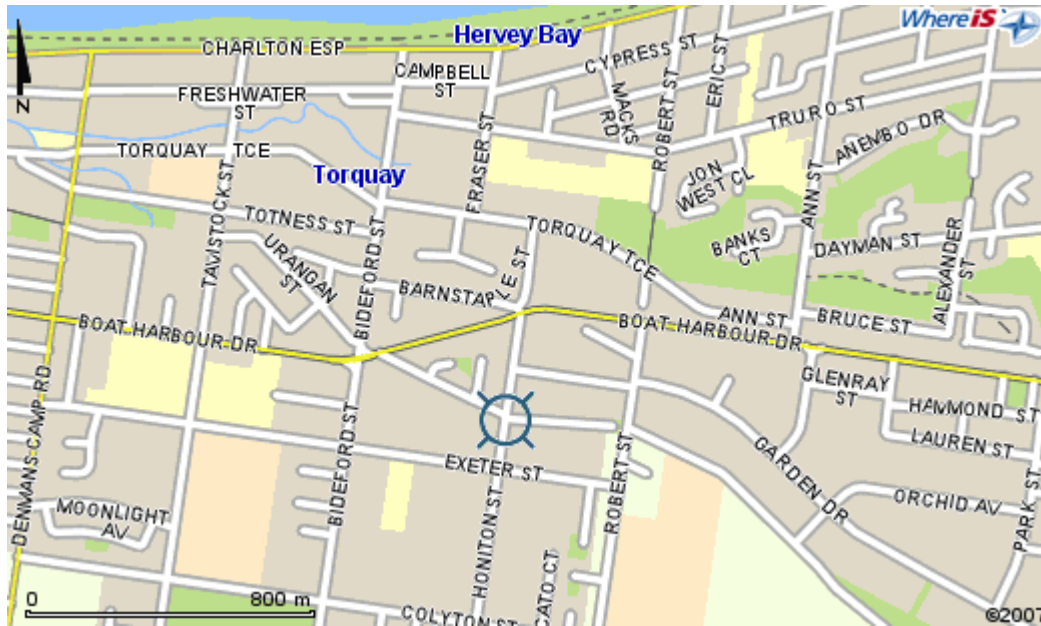 WhereiS
Hervey Bay
CHARLTON ESP
CYPRESS ST
CAMPBELL
ST
ERIC ST
N
FRESHWATER
ST
MACKS
RD
ROBERT ST
TRURO ST
FRASER ST
ANEMBO DR
TORQUAY TCE
Torquay
JON
WEST CL
TAVISTOCK ST
ANN ST
TOTNESS ST
TORQUAY TCE
BANKS
CT
DAYMAN ST
URANGAN
ST
BIDEFORD ST
BARNSTAPLE ST
ALEXANDER
ST
ANN ST
BRUCE ST
BOAT HARBOUR DR
BOAT HARBOUR DR
GLENRAY
ST
DENMANS CAMP RD
HAMMOND ST
LAUREN ST
BIDEFORD ST
EXETER ST
ROBERT ST
GARDEN DR
ORCHID AV
MOONLIGHT
AV
HONITON ST
PARK ST
CATO CT
0 800 m
COLYTON ST
©2007